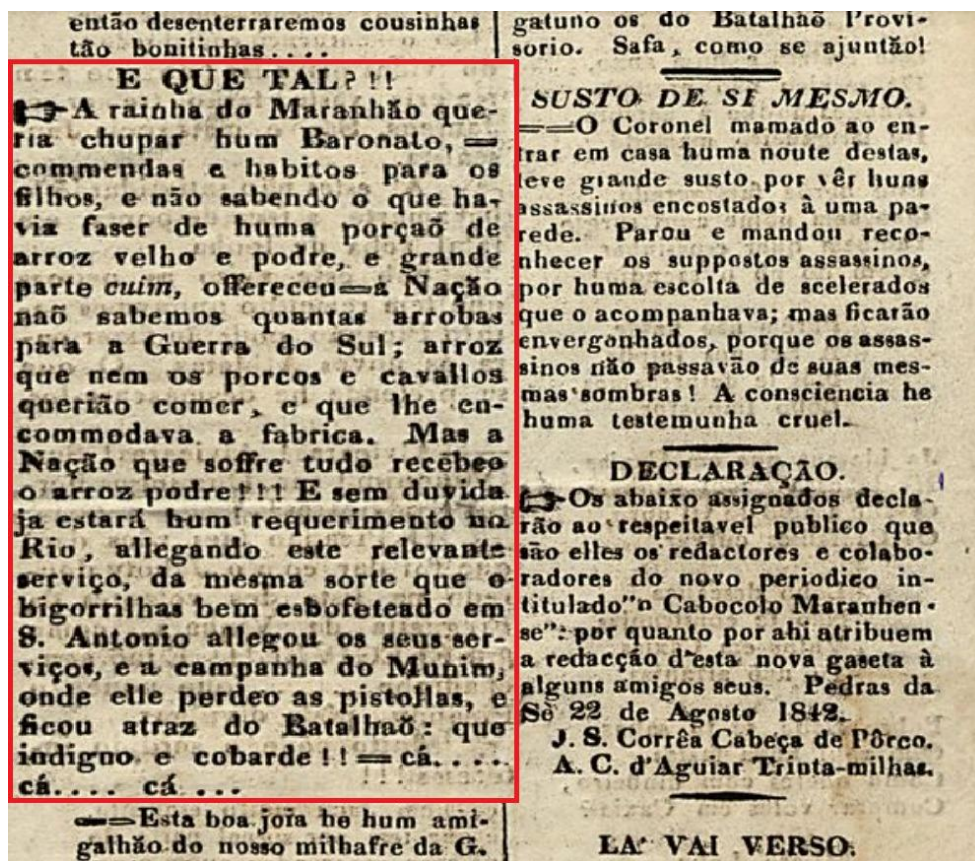 então desenterraremos cousinhas
tão bonitinhas....
E QUE TAL?!!
A rainha do Maranhão que-
ria chupar hum Baronato, =
commendas e habitos para os
filhos, e não sabendo o que ha-
via faser de huma porçaõ de
arroz velho e podre, e grande
parte cuim, offereceu=a Nação
naõ sabemos quantas arrobas
para a Guerra do Sul; arroz
que nem os porcos e cavallos
querião comer, e que lhe en-
commodava a fabrica. Mas a
Nação que soffre tudo recebeo
o arroz podre!!! E sem duvida
ja estará hum requerimento no
Rio, allegando este relevante
serviço, da mesma sorte que o
bigorrilhas bem esbofeteado em
S. Antonio allegou os seus ser-
viços, e a campanha do Munim,
onde elle perdeo as pistollas, e
ficou atraz do Batalhaõ: que
indigno e cobarde!! = cá....
cá.... cá ...
=Esta boa joia he hum ami-
galhão do nosso milhafre da G.
gatuno os do Batalhaõ Provi-
sorio. Safa, como se ajuntão!
SUSTO DE SI MESMO.
==O Coronel mamado ao en-
trar em casa huma noute destas,
teve grande susto por vêr huns
assassinos encostados à uma pa-
rede. Parou e mandou reco-
nhecer os suppostos assassinos,
por huma escolta de scelerados
que o acompanhava; mas ficarão
envergonhados, porque os assas-
sinos não passavão de suas mes-
mas sombras! A consciencia he
huma testemunha cruel.
DECLARAÇÃO.
Os abaixo assignados decla-
rão ao respeitavel publico que
são elles os redactores e colabo-
radores do novo periodico in-
titulado"o Cabocolo Maranhen-
se": por quanto por ahi atribuem
a redacção d'esta nova gaseta à
alguns amigos seus. Pedras da
Sè 22 de Agosto 1842.
J. S. Corrêa Cabeça de Pôrco.
A. C. d'Aguiar Trinta-milhas.
LA' VAI VERSO.